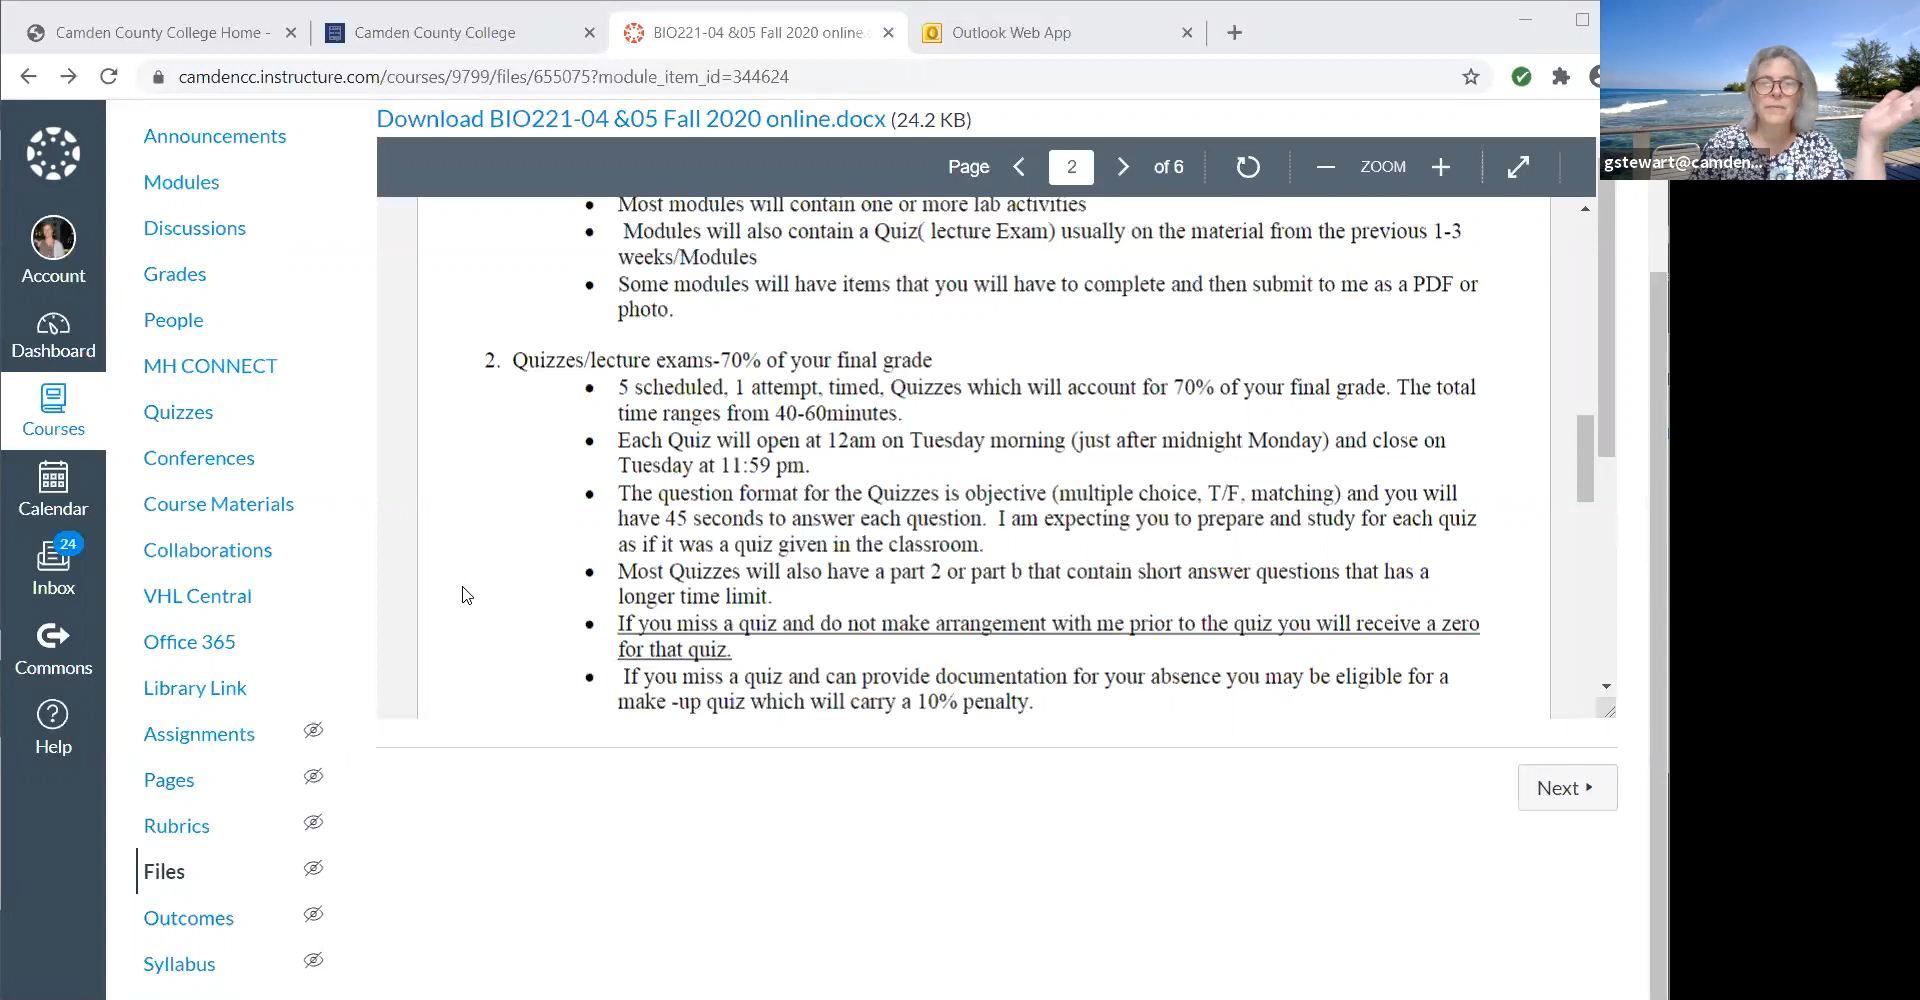 Camden County College Home -
Camden County College
BIO221-04 &05 Fall 2020 online.
Outlook Web App
camdencc.instructure.com/courses/9799/files/655075?module_item_id=344624
gstewart@camden...
Account
Dashboard
Courses
Calendar
24
Inbox
Commons
Help
Announcements
Modules
Discussions
Grades
People
MH CONNECT
Quizzes
Conferences
Course Materials
Collaborations
VHL Central
Office 365
Library Link
Assignments
Pages
Rubrics
Files
Outcomes
Syllabus
Download BIO221-04 &05 Fall 2020 online.docx (24.2 KB)
Page 2 of 6 ZOOM
• Most modules will contain one or more lab activities
• Modules will also contain a Quiz( lecture Exam) usually on the material from the previous 1-3
weeks/Modules
• Some modules will have items that you will have to complete and then submit to me as a PDF or
photo.
2. Quizzes/lecture exams-70% of your final grade
• 5 scheduled, 1 attempt, timed, Quizzes which will account for 70% of your final grade. The total
time ranges from 40-60minutes.
• Each Quiz will open at 12am on Tuesday morning (just after midnight Monday) and close on
Tuesday at 11:59 pm.
• The question format for the Quizzes is objective (multiple choice, T/F, matching) and you will
have 45 seconds to answer each question. I am expecting you to prepare and study for each quiz
as if it was a quiz given in the classroom.
• Most Quizzes will also have a part 2 or part b that contain short answer questions that has a
longer time limit.
• If you miss a quiz and do not make arrangement with me prior to the quiz you will receive a zero
for that quiz.
• If you miss a quiz and can provide documentation for your absence you may be eligible for a
make -up quiz which will carry a 10% penalty.
Next